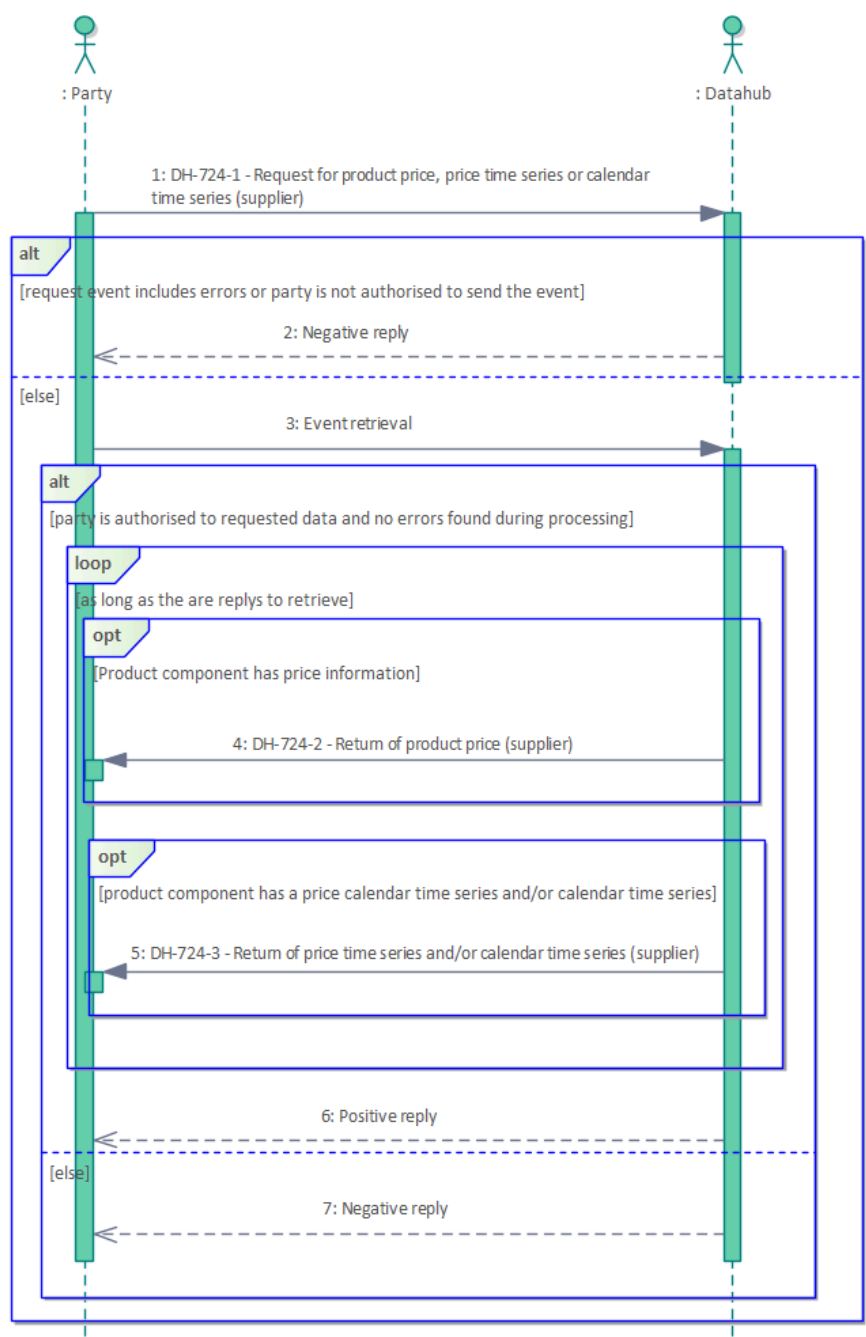 : Party
: Datahub
1: DH-724-1 - Request for product price, price time series or calendar
time series (supplier)
alt
[request event includes errors or party is not authorised to send the event]
2: Negative reply
[else]
3: Event retrieval
alt
[party is authorised to requested data and no errors found during processing]
loop
[as long as the are replys to retrieve]
opt
[Product component has price information]
4: DH-724-2 - Return of product price (supplier)
opt
[product component has a price calendar time series and/or calendar time series]
5: DH-724-3 - Return of price time series and/or calendar time series (supplier)
6: Positive reply
[else]
7: Negative reply